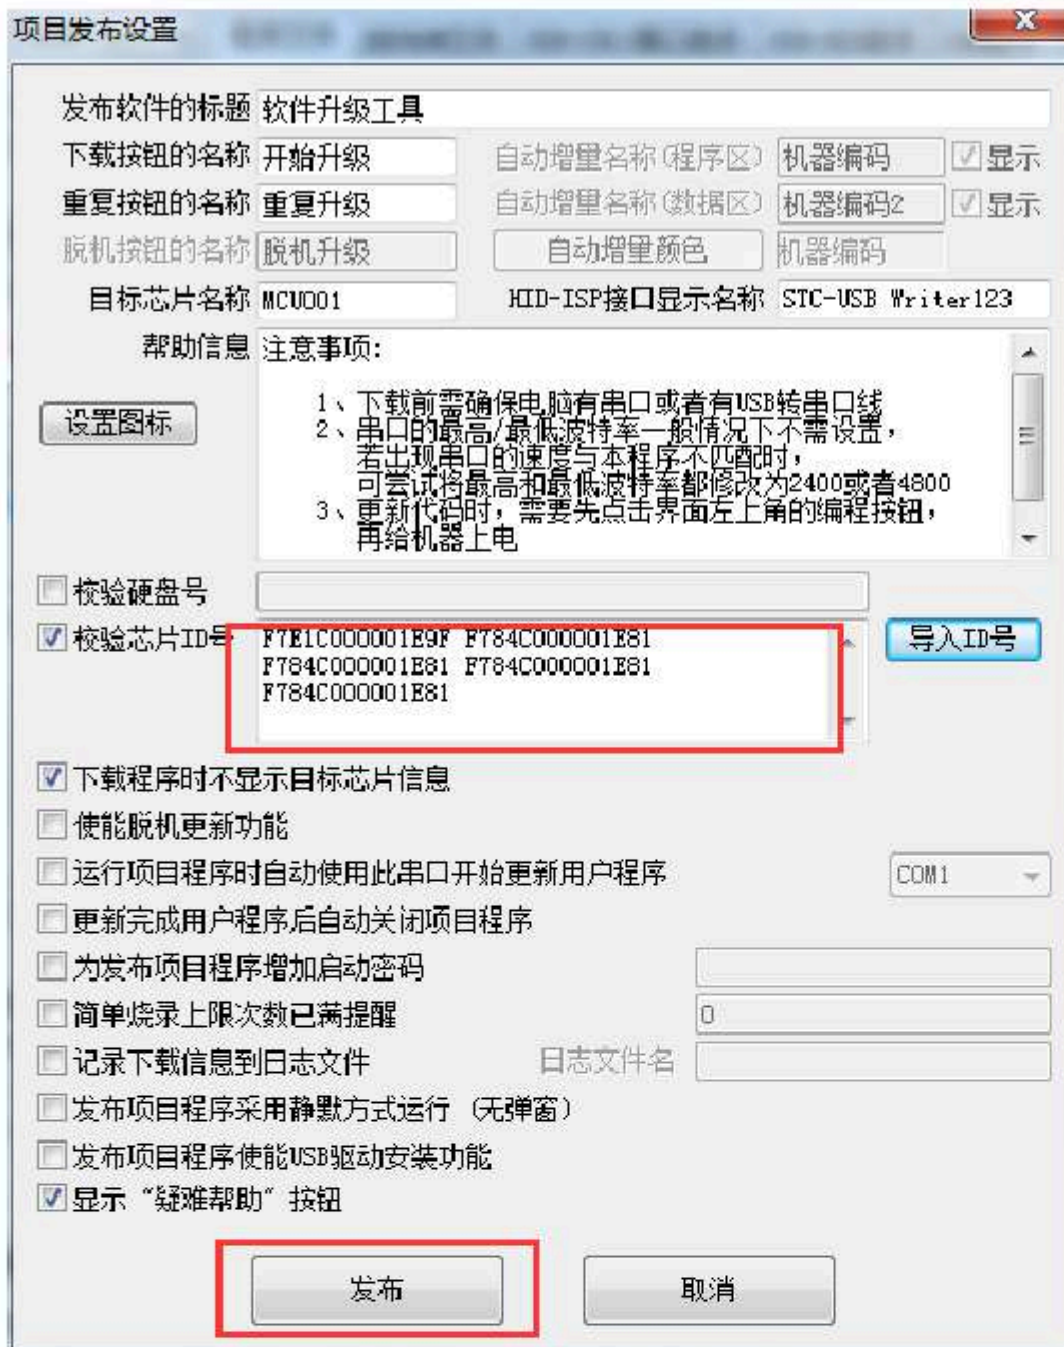 项目发布设置
发布软件的标题 软件升级工具
下载按钮的名称 开始升级 自动增量名称(程序区) 机器编码 显示
重复按钮的名称 重复升级 自动增量名称(数据区) 机器编码2 显示
脱机按钮的名称 脱机升级 自动增量颜色 机器编码
目标芯片名称 MCU001 HID-ISP接口显示名称 STC-USB Writer123
帮助信息 注意事项:
1、下载前需确保电脑有串口或者有USB转串口线
设置图标
2、串口的最高/最低波特率一般情况下不需设置,
若出现串口的速度与本程序不匹配时,
可尝试将最高和最低波特率都修改为2400或者4800
3、更新代码时,需要先点击界面左上角的编程按钮,
再给机器上电
校验硬盘号
校验芯片ID号 F7E1C000001E9F F784C000001E81 导入ID号
F784C000001E81 F784C000001E81
F784C000001E81
下载程序时不显示目标芯片信息
使能脱机更新功能
运行项目程序时自动使用此串口开始更新用户程序 COM1
更新完成用户程序后自动关闭项目程序
为发布项目程序增加启动密码
简单烧录上限次数已满提醒 0
记录下载信息到日志文件 日志文件名
发布项目程序采用静默方式运行 (无弹窗)
发布项目程序使能USB驱动安装功能
显示 "疑难帮助" 按钮
发布 取消